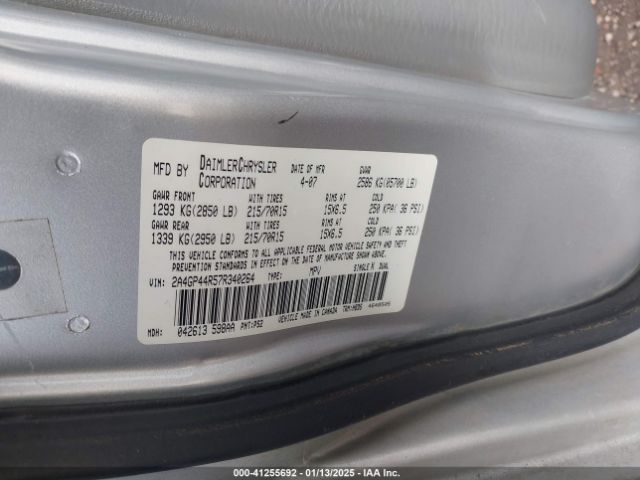 MFD BY DAIMLERCHRYSLER CORPORATION DATE OF MFR 4-07 GVWR 2586 KG(05700 LB)
GAWR FRONT WITH TIRES RIMS AT COLD
1293 KG(2850 LB) 215/70R15 15X6.5 250 KPA( 36 PSI)
GAWR REAR WITH TIRES RIMS AT COLD
1339 KG(2950 LB) 215/70R15 15X6.5 250 KPA( 36 PSI)
THIS VEHICLE CONFORMS TO ALL APPLICABLE FEDERAL MOTOR VEHICLE SAFETY AND THEFT
PREVENTION STANDARDS IN EFFECT ON THE DATE OF MANUFACTURE SHOWN ABOVE.
VIN: 2A4GP44R57R340264 TYPE: MPV SINGLE X DUAL
VEHICLE MADE IN CANADA
MDH: 042613 598AA PNT:PS2
000-41255692 - 01/13/2025 - IAA Inc.